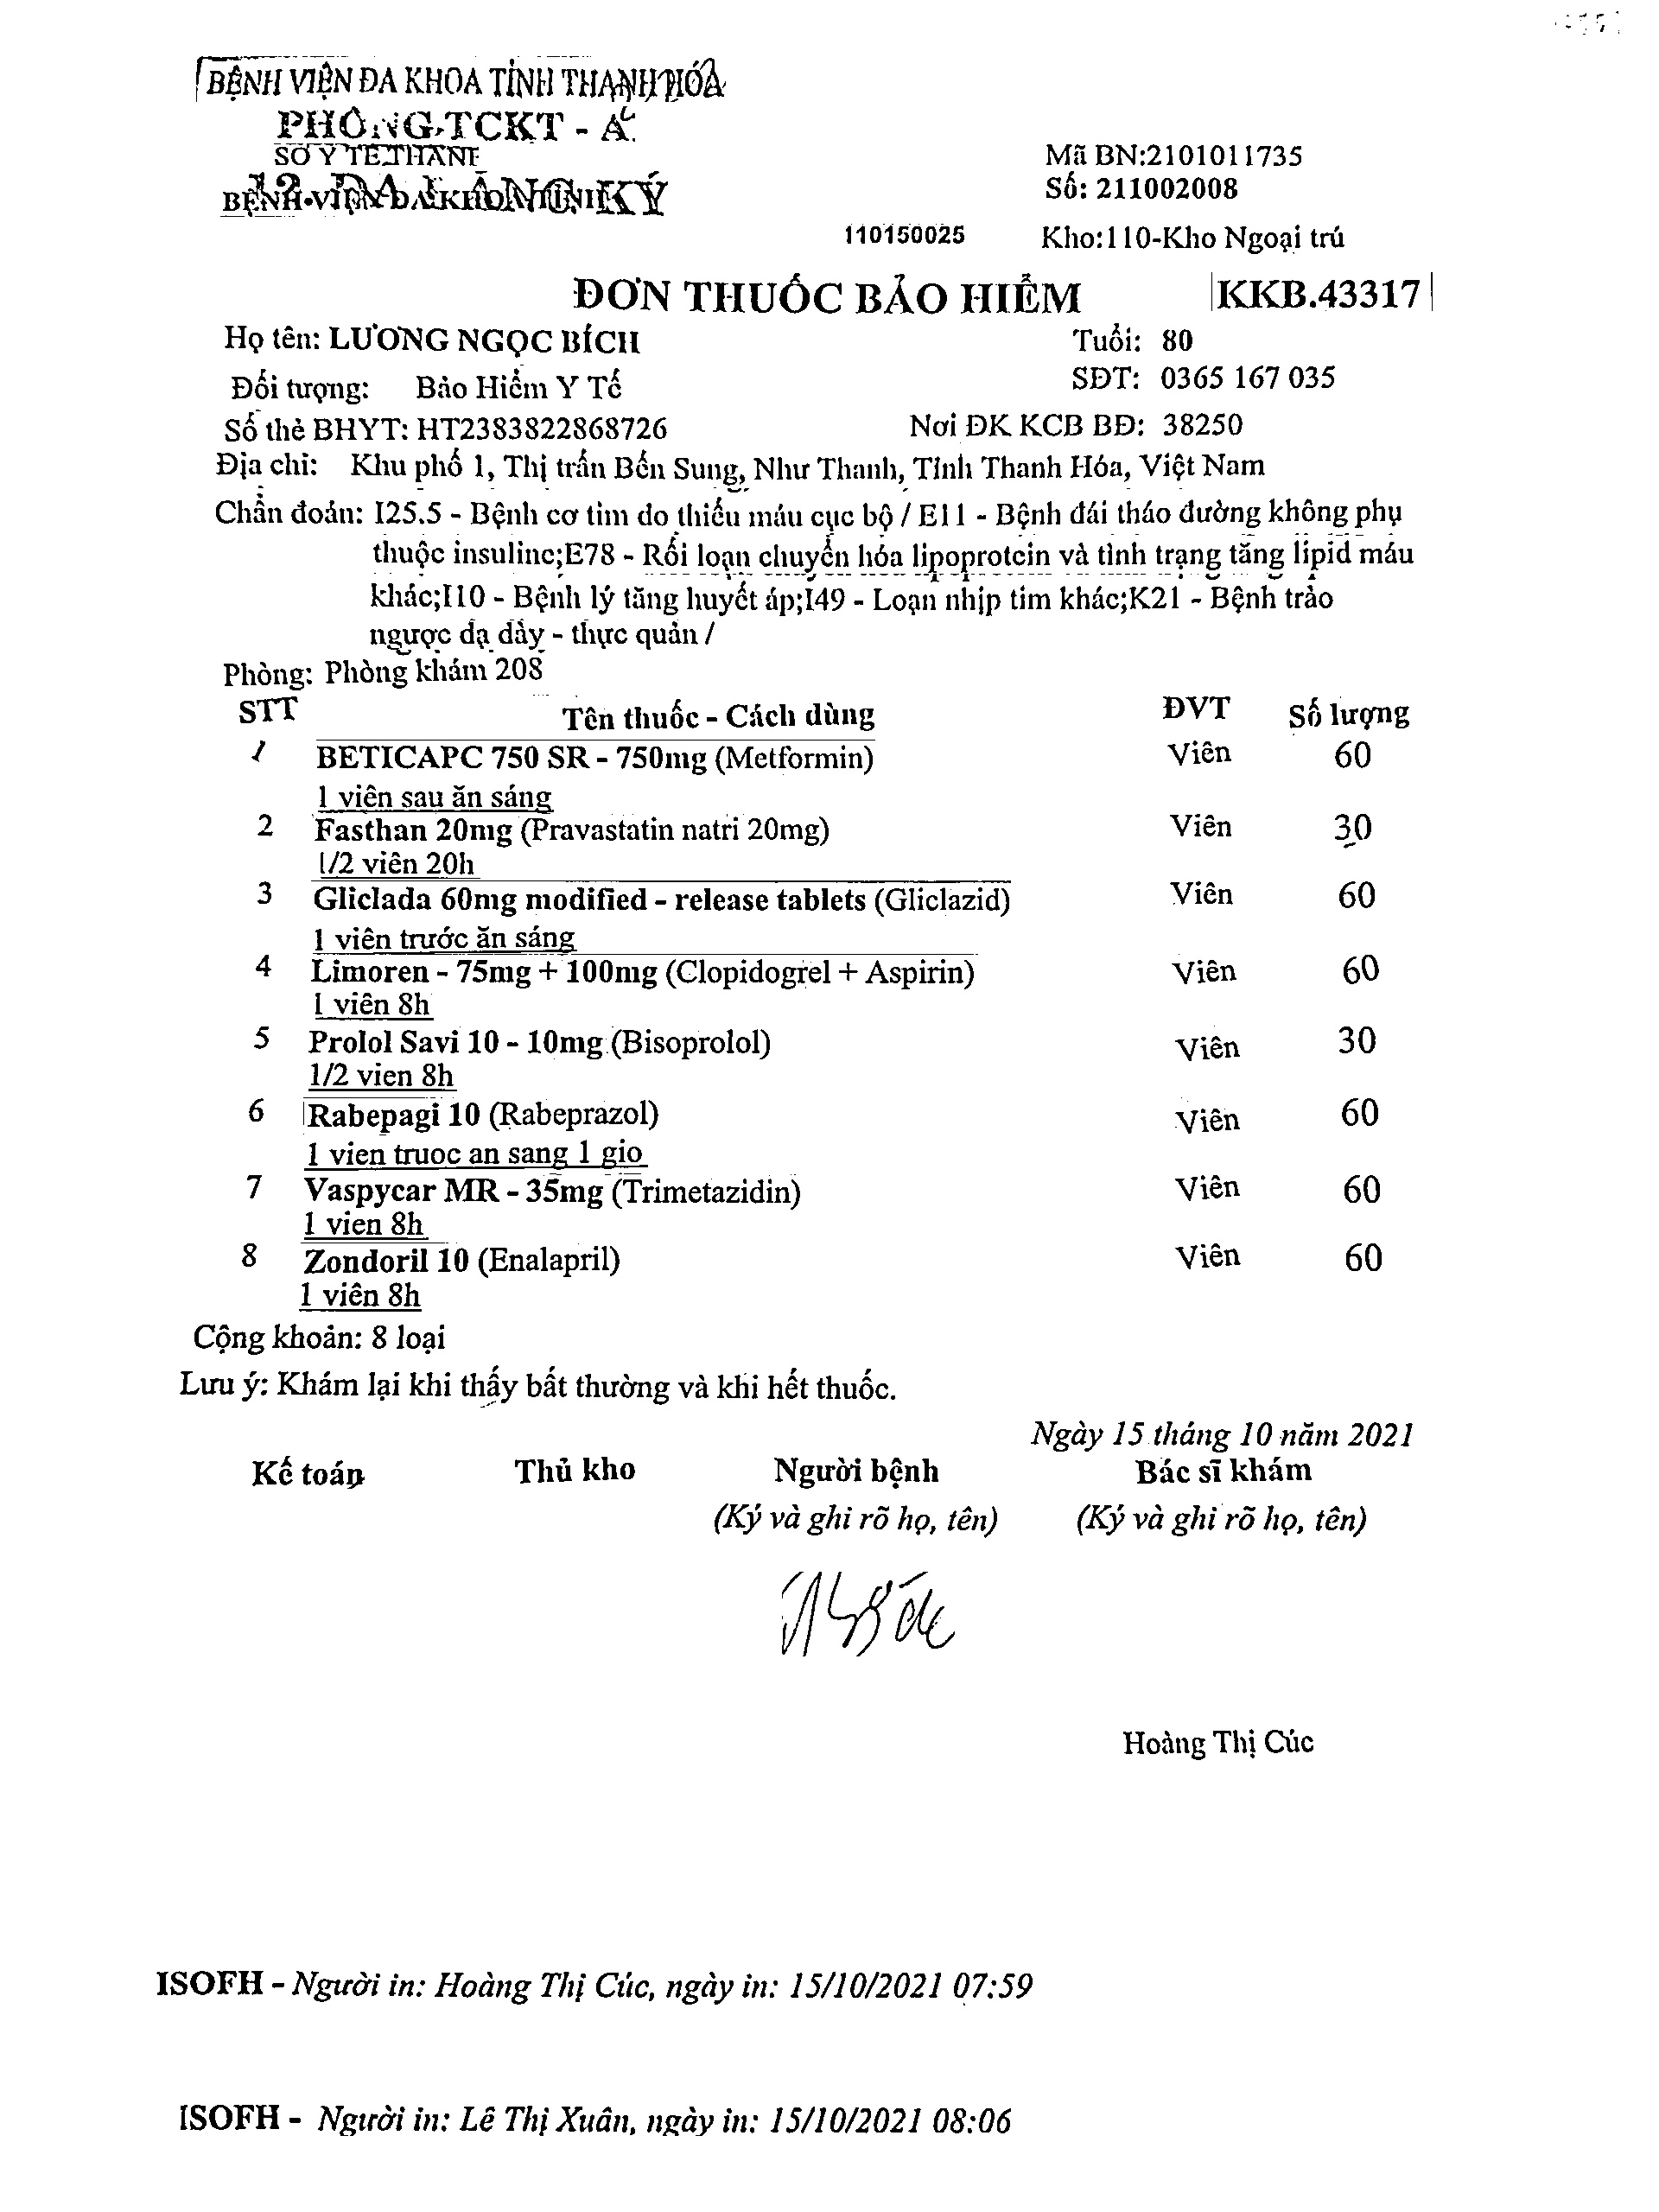 BỆNH VIỆN ĐA KHOA TỈNH THANH HÓA
PHÒNG TCKT - 
SỞ Y TẾ THANH
BỆNH VIỆN ĐA KHOA
Mã BN:2101011735
Số: 211002008
110150025 Kho:110-Kho Ngoại trú
ĐƠN THUỐC BẢO HIỂM KKB.43317
Họ tên: LƯƠNG NGỌC BÍCH Tuổi: 80
Đối tượng: Bảo Hiểm Y Tế SĐT: 0365 167 035
Số thẻ BHYT: HT2383822868726 Nơi ĐK KCB BĐ: 38250
Địa chỉ: Khu phố 1, Thị trấn Bến Sung, Như Thanh, Tỉnh Thanh Hóa, Việt Nam
Chẩn đoán: I25.5 - Bệnh cơ tim do thiếu máu cục bộ / E11 - Bệnh đái tháo đường không phụ
thuộc insuline;E78 - Rối loạn chuyển hóa lipoprotein và tình trạng tăng lipid máu
khác;I10 - Bệnh lý tăng huyết áp;I49 - Loạn nhịp tim khác;K21 - Bệnh trào
ngược dạ dày - thực quản /
Phòng: Phòng khám 208
STT Tên thuốc - Cách dùng ĐVT Số lượng
1 BETICAPC 750 SR - 750mg (Metformin) Viên 60
1 viên sau ăn sáng
2 Fasthan 20mg (Pravastatin natri 20mg) Viên 30
1/2 viên 20h
3 Gliclada 60mg modified - release tablets (Gliclazid) Viên 60
1 viên trước ăn sáng
4 Limoren - 75mg + 100mg (Clopidogrel + Aspirin) Viên 60
1 viên 8h
5 Prolol Savi 10 - 10mg (Bisoprolol) Viên 30
1/2 vien 8h
6 Rabepagi 10 (Rabeprazol) Viên 60
1 vien truoc an sang 1 gio
7 Vaspycar MR - 35mg (Trimetazidin) Viên 60
1 vien 8h
8 Zondoril 10 (Enalapril) Viên 60
1 viên 8h
Cộng khoản: 8 loại
Lưu ý: Khám lại khi thấy bất thường và khi hết thuốc.
Ngày 15 tháng 10 năm 2021
Kế toán Thủ kho Người bệnh Bác sĩ khám
(Ký và ghi rõ họ, tên) (Ký và ghi rõ họ, tên)
Hoàng Thị Cúc
ISOFH - Người in: Hoàng Thị Cúc, ngày in: 15/10/2021 07:59
ISOFH - Người in: Lê Thị Xuân, ngày in: 15/10/2021 08:06